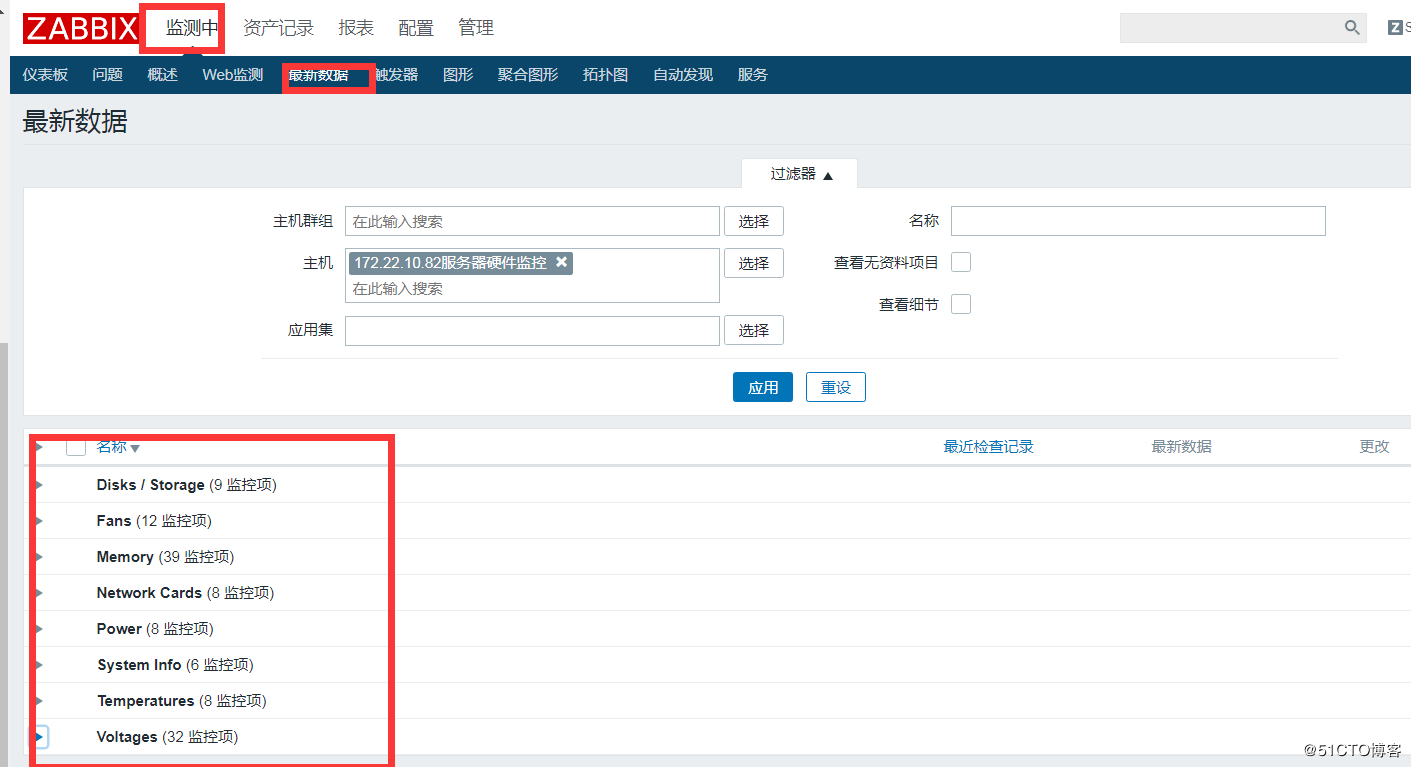 ZABBIX 监测中 资产记录 报表 配置 管理 Z S
仪表板 问题 概述 Web监测 最新数据 触发器 图形 聚合图形 拓扑图 自动发现 服务
最新数据
过滤器 ▲
主机群组 在此输入搜索 选择 名称
主机 172.22.10.82服务器硬件监控 ✖ 选择 查看无资料项目
在此输入搜索
查看细节
应用集 选择
应用 重设
名称 ▼ 最近检查记录 最新数据 更改
Disks / Storage (9 监控项)
Fans (12 监控项)
Memory (39 监控项)
Network Cards (8 监控项)
Power (8 监控项)
System Info (6 监控项)
Temperatures (8 监控项)
Voltages (32 监控项)
@51CTO博客